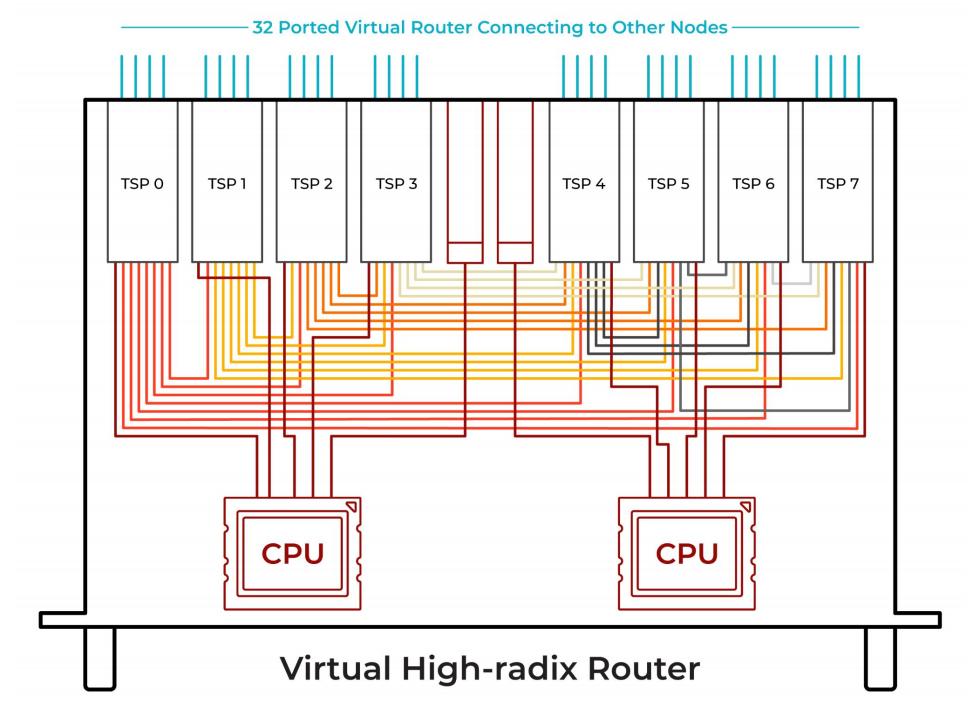 32 Ported Virtual Router Connecting to Other Nodes
TSP 0
TSP 1
TSP 2
TSP 3
TSP 4
TSP 5
TSP 6
TSP 7
CPU
CPU
Virtual High-radix Router